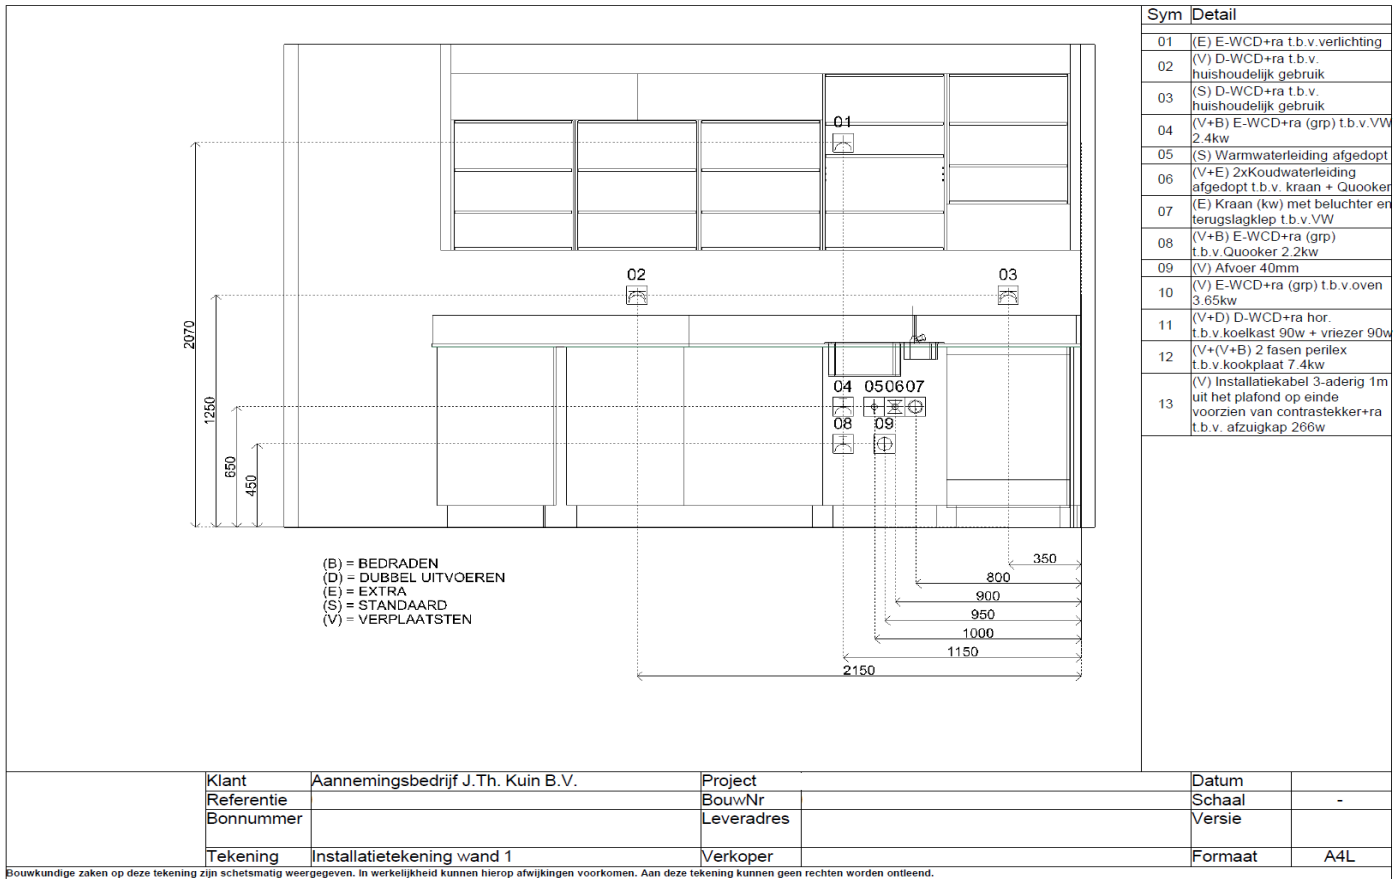 Sym Detail
01 (E) E-WCD+ra t.b.v.verlichting
02 (V) D-WCD+ra t.b.v.
huishoudelijk gebruik
03 (S) D-WCD+ra t.b.v.
huishoudelijk gebruik
04 (V+B) E-WCD+ra (grp) t.b.v.VW
2.4kw
05 (S) Warmwaterleiding afgedopt
06 (V+E) 2xKoudwaterleiding
afgedopt t.b.v. kraan + Quooker
07 (E) Kraan (kw) met beluchter en
terugslagklep t.b.v.VW
08 (V+B) E-WCD+ra (grp)
t.b.v.Quooker 2.2kw
09 (V) Afvoer 40mm
10 (V) E-WCD+ra (grp) t.b.v.oven
3.65kw
11 (V+D) D-WCD+ra hor.
t.b.v.koelkast 90w + vriezer 90w
12 (V+(V+B) 2 fasen perilex
t.b.v.kookplaat 7.4kw
13 (V) Installatiekabel 3-aderig 1m
uit het plafond op einde
voorzien van contrastekker+ra
t.b.v. afzuigkap 266w
01
02 03
2070
1250
650
450
04 05 06 07
08 09
350
800
900
950
1000
1150
2150
(B) = BEDRADEN
(D) = DUBBEL UITVOEREN
(E) = EXTRA
(S) = STANDAARD
(V) = VERPLAATSTEN
Klant Aannemingsbedrijf J.Th. Kuin B.V. Project Datum
Referentie BouwNr Schaal -
Bonnummer Leveradres Versie
Tekening Installatietekening wand 1 Verkoper Formaat A4L
Bouwkundige zaken op deze tekening zijn schetsmatig weergegeven. In werkelijkheid kunnen hierop afwijkingen voorkomen. Aan deze tekening kunnen geen rechten worden ontleend.